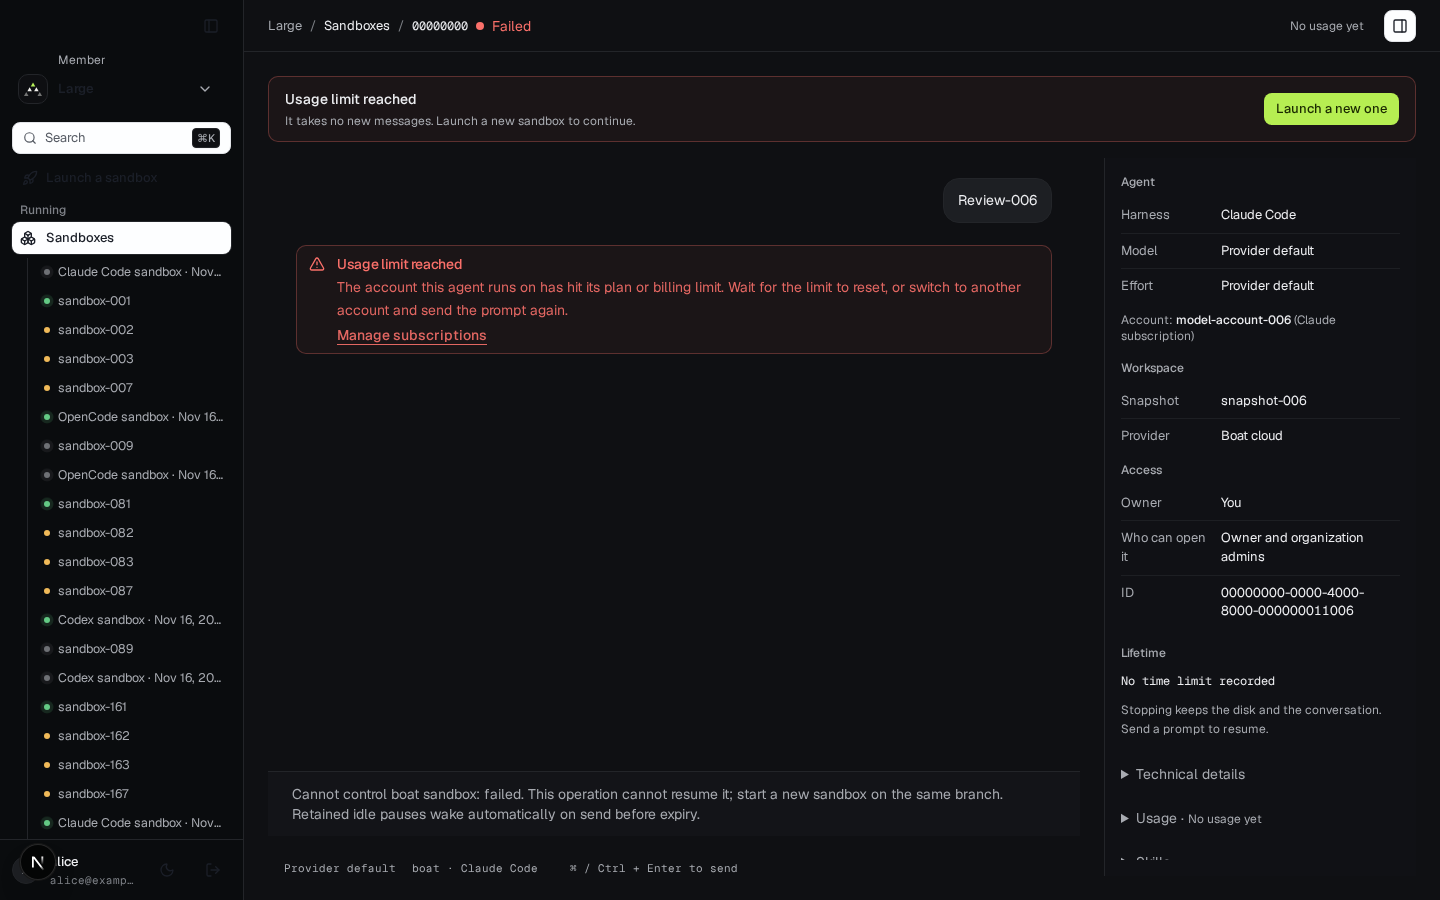 Member
Large
Search
⌘K
Launch a sandbox
Running
Sandboxes
Claude Code sandbox · Nov...
sandbox-001
sandbox-002
sandbox-003
sandbox-007
OpenCode sandbox · Nov 16...
sandbox-009
OpenCode sandbox · Nov 16...
sandbox-081
sandbox-082
sandbox-083
sandbox-087
Codex sandbox · Nov 16, 20...
sandbox-089
Codex sandbox · Nov 16, 20...
sandbox-161
sandbox-162
sandbox-163
sandbox-167
Claude Code sandbox · Nov...
N
lice
alice@examp...
Large / Sandboxes / 00000000 Failed
No usage yet
Usage limit reached
It takes no new messages. Launch a new sandbox to continue.
Launch a new one
Review-006
Usage limit reached
The account this agent runs on has hit its plan or billing limit. Wait for the limit to reset, or switch to another
account and send the prompt again.
Manage subscriptions
Cannot control boat sandbox: failed. This operation cannot resume it; start a new sandbox on the same branch.
Retained idle pauses wake automatically on send before expiry.
Provider default boat · Claude Code ⌘ / Ctrl + Enter to send
Agent
Harness Claude Code
Model Provider default
Effort Provider default
Account: model-account-006 (Claude
subscription)
Workspace
Snapshot snapshot-006
Provider Boat cloud
Access
Owner You
Who can open it Owner and organization admins
ID 00000000-0000-4000-
8000-000000011006
Lifetime
No time limit recorded
Stopping keeps the disk and the conversation.
Send a prompt to resume.
Technical details
Usage · No usage yet